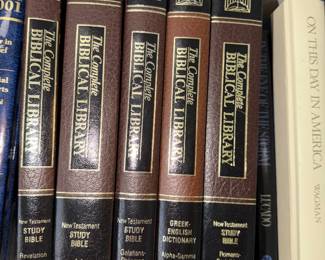 001
The Complete
BIBLICAL LIBRARY
New Testament
STUDY
BIBLE
Revelation
The Complete
BIBLICAL LIBRARY
New Testament
STUDY
BIBLE
The Complete
BIBLICAL LIBRARY
New Testament
STUDY
BIBLE
Galatians-
The Complete
BIBLICAL LIBRARY
GREEK-
ENGLISH
DICTIONARY
Alpha-Gamma
The Complete
BIBLICAL LIBRARY
New Testament
STUDY
BIBLE
Romans-
ON THIS DAY IN AMERICA
WAGMAN